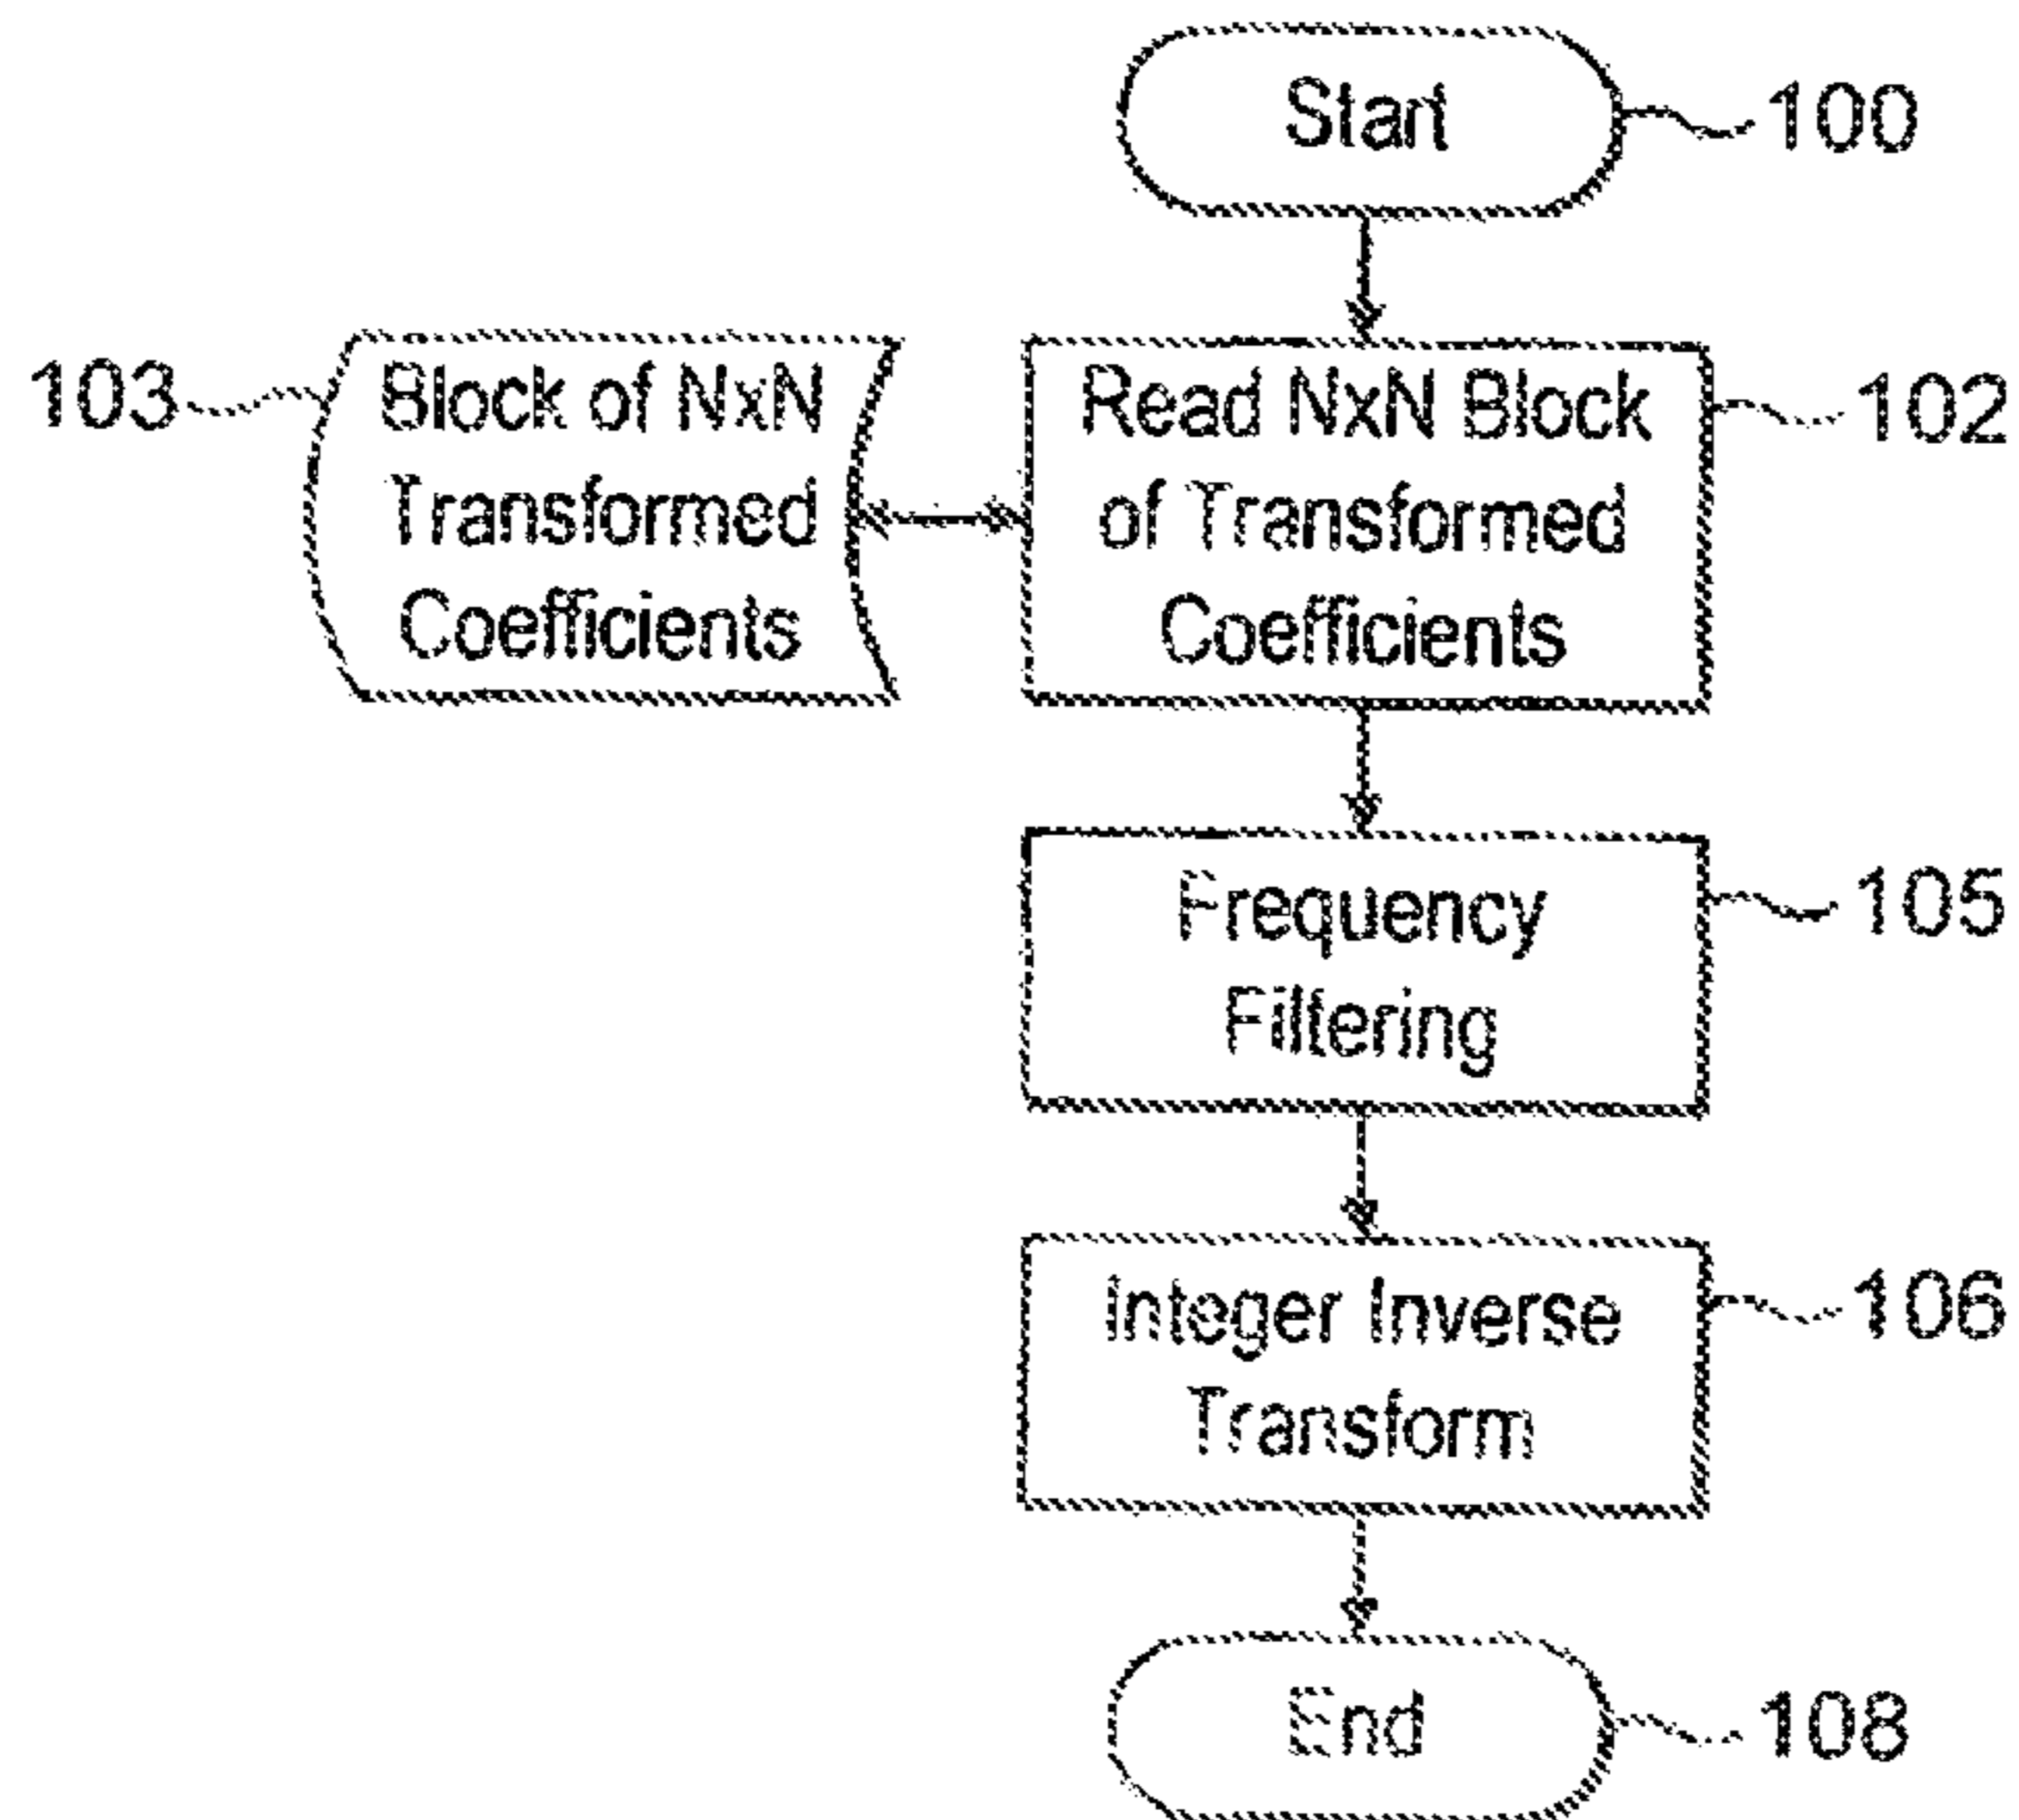 Start
100
103
Block of NxN
Transformed
Coefficients
Read NxN Block
of Transformed
Coefficients
102
Frequency
Filtering
105
Integer Inverse
Transform
106
End
108